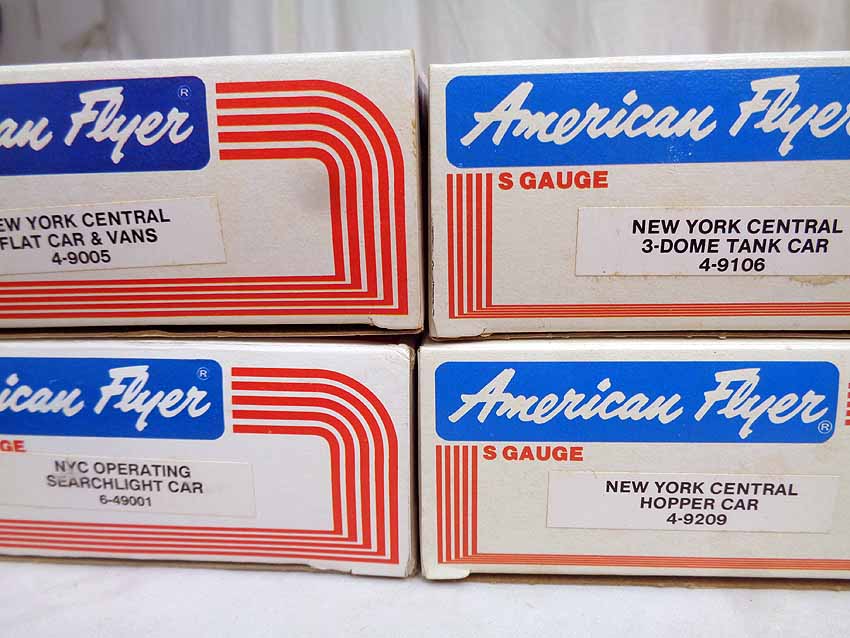 an Flyer®
EW YORK CENTRAL
FLAT CAR & VANS
4-9005
American Flyer
S GAUGE
NEW YORK CENTRAL
3-DOME TANK CAR
4-9106
ican Flyer®
GE
NYC OPERATING
SEARCHLIGHT CAR
6-49001
American Flyer®
S GAUGE
NEW YORK CENTRAL
HOPPER CAR
4-9209